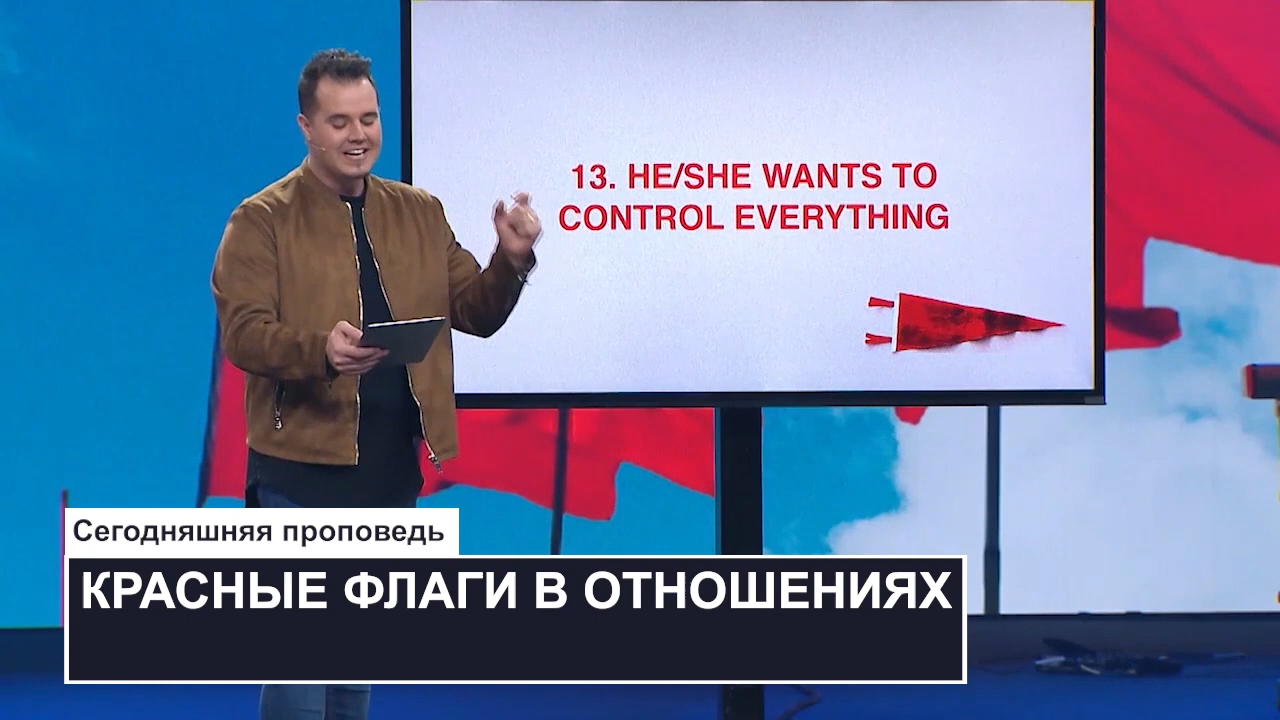 13. HE/SHE WANTS TO
CONTROL EVERYTHING
Сегодняшняя проповедь
КРАСНЫЕ ФЛАГИ В ОТНОШЕНИЯХ